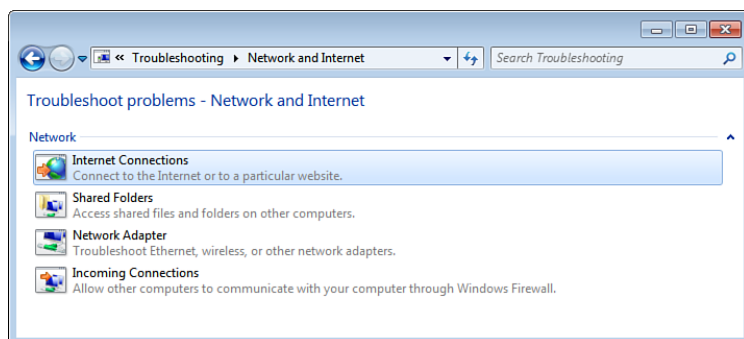 « Troubleshooting Network and Internet Search Troubleshooting
Troubleshoot problems - Network and Internet
Network
Internet Connections
Connect to the Internet or to a particular website.
Shared Folders
Access shared files and folders on other computers.
Network Adapter
Troubleshoot Ethernet, wireless, or other network adapters.
Incoming Connections
Allow other computers to communicate with your computer through Windows Firewall.